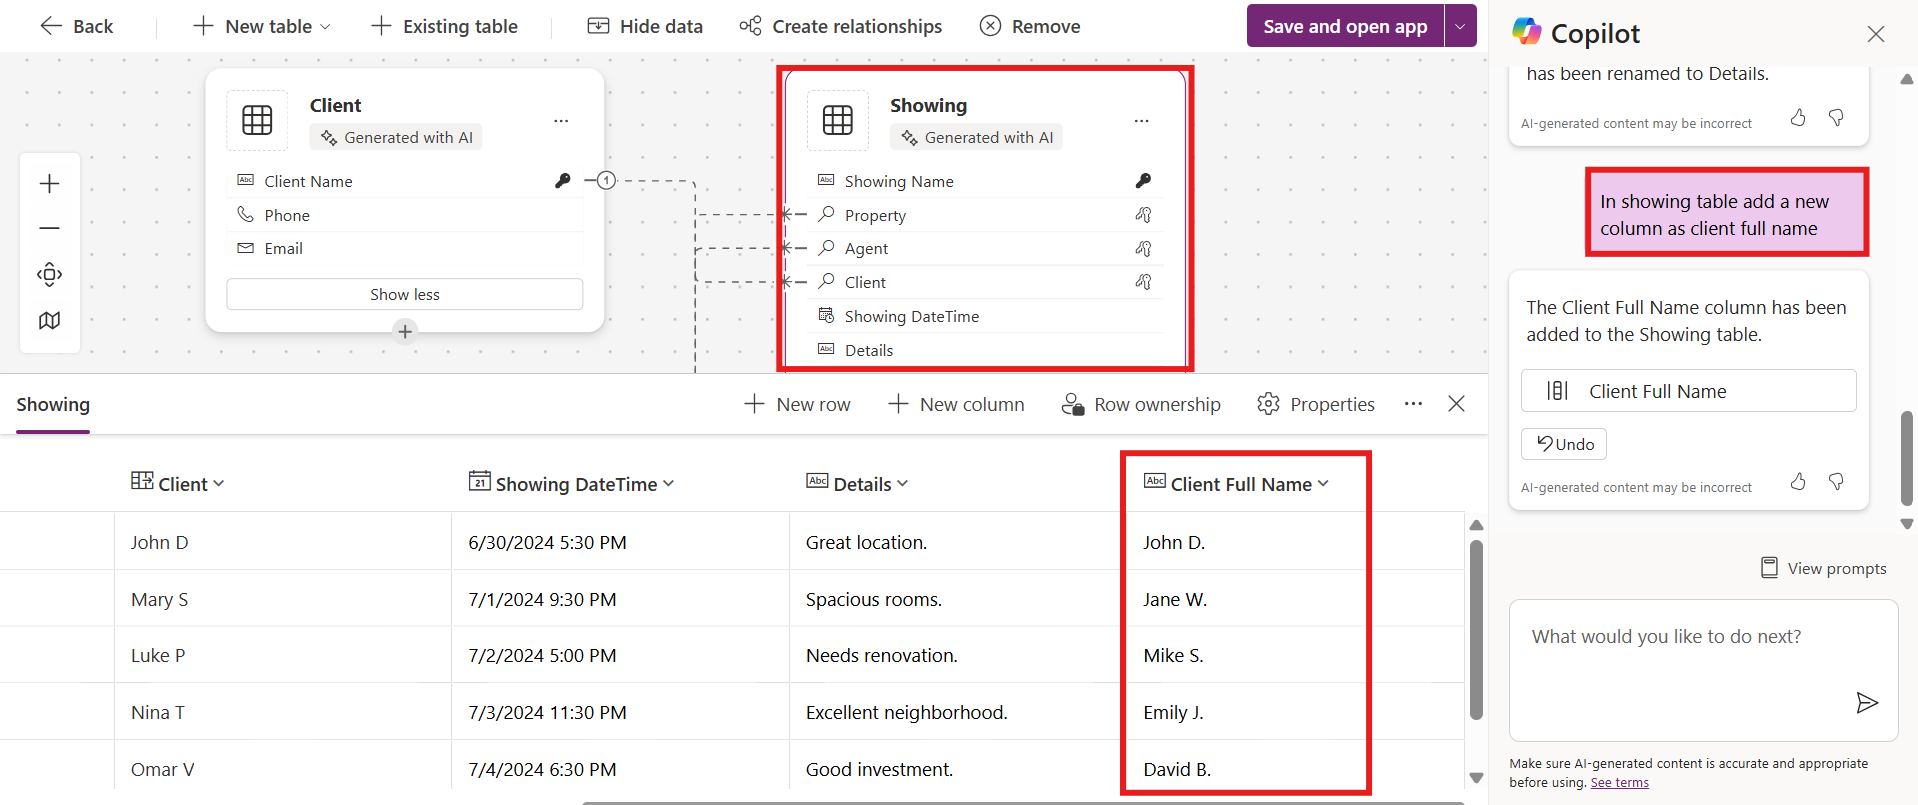 Back
New table
Existing table
Hide data
Create relationships
Remove
Save and open app
Client
Generated with AI
Abc Client Name
1
Phone
Email
Show less
Showing
Generated with AI
Abc Showing Name
Property
Agent
Client
Showing DateTime
Abc Details
Showing
New row
New column
Row ownership
Properties
Client
21 Showing DateTime
Abc Details
Abc Client Full Name
John D
6/30/2024 5:30 PM
Great location.
John D.
Mary S
7/1/2024 9:30 PM
Spacious rooms.
Jane W.
Luke P
7/2/2024 5:00 PM
Needs renovation.
Mike S.
Nina T
7/3/2024 11:30 PM
Excellent neighborhood.
Emily J.
Omar V
7/4/2024 6:30 PM
Good investment.
David B.
Copilot
has been renamed to Details.
AI-generated content may be incorrect
In showing table add a new
column as client full name
The Client Full Name column has been
added to the Showing table.
Client Full Name
Undo
AI-generated content may be incorrect
View prompts
What would you like to do next?
Make sure AI-generated content is accurate and appropriate
before using. See terms